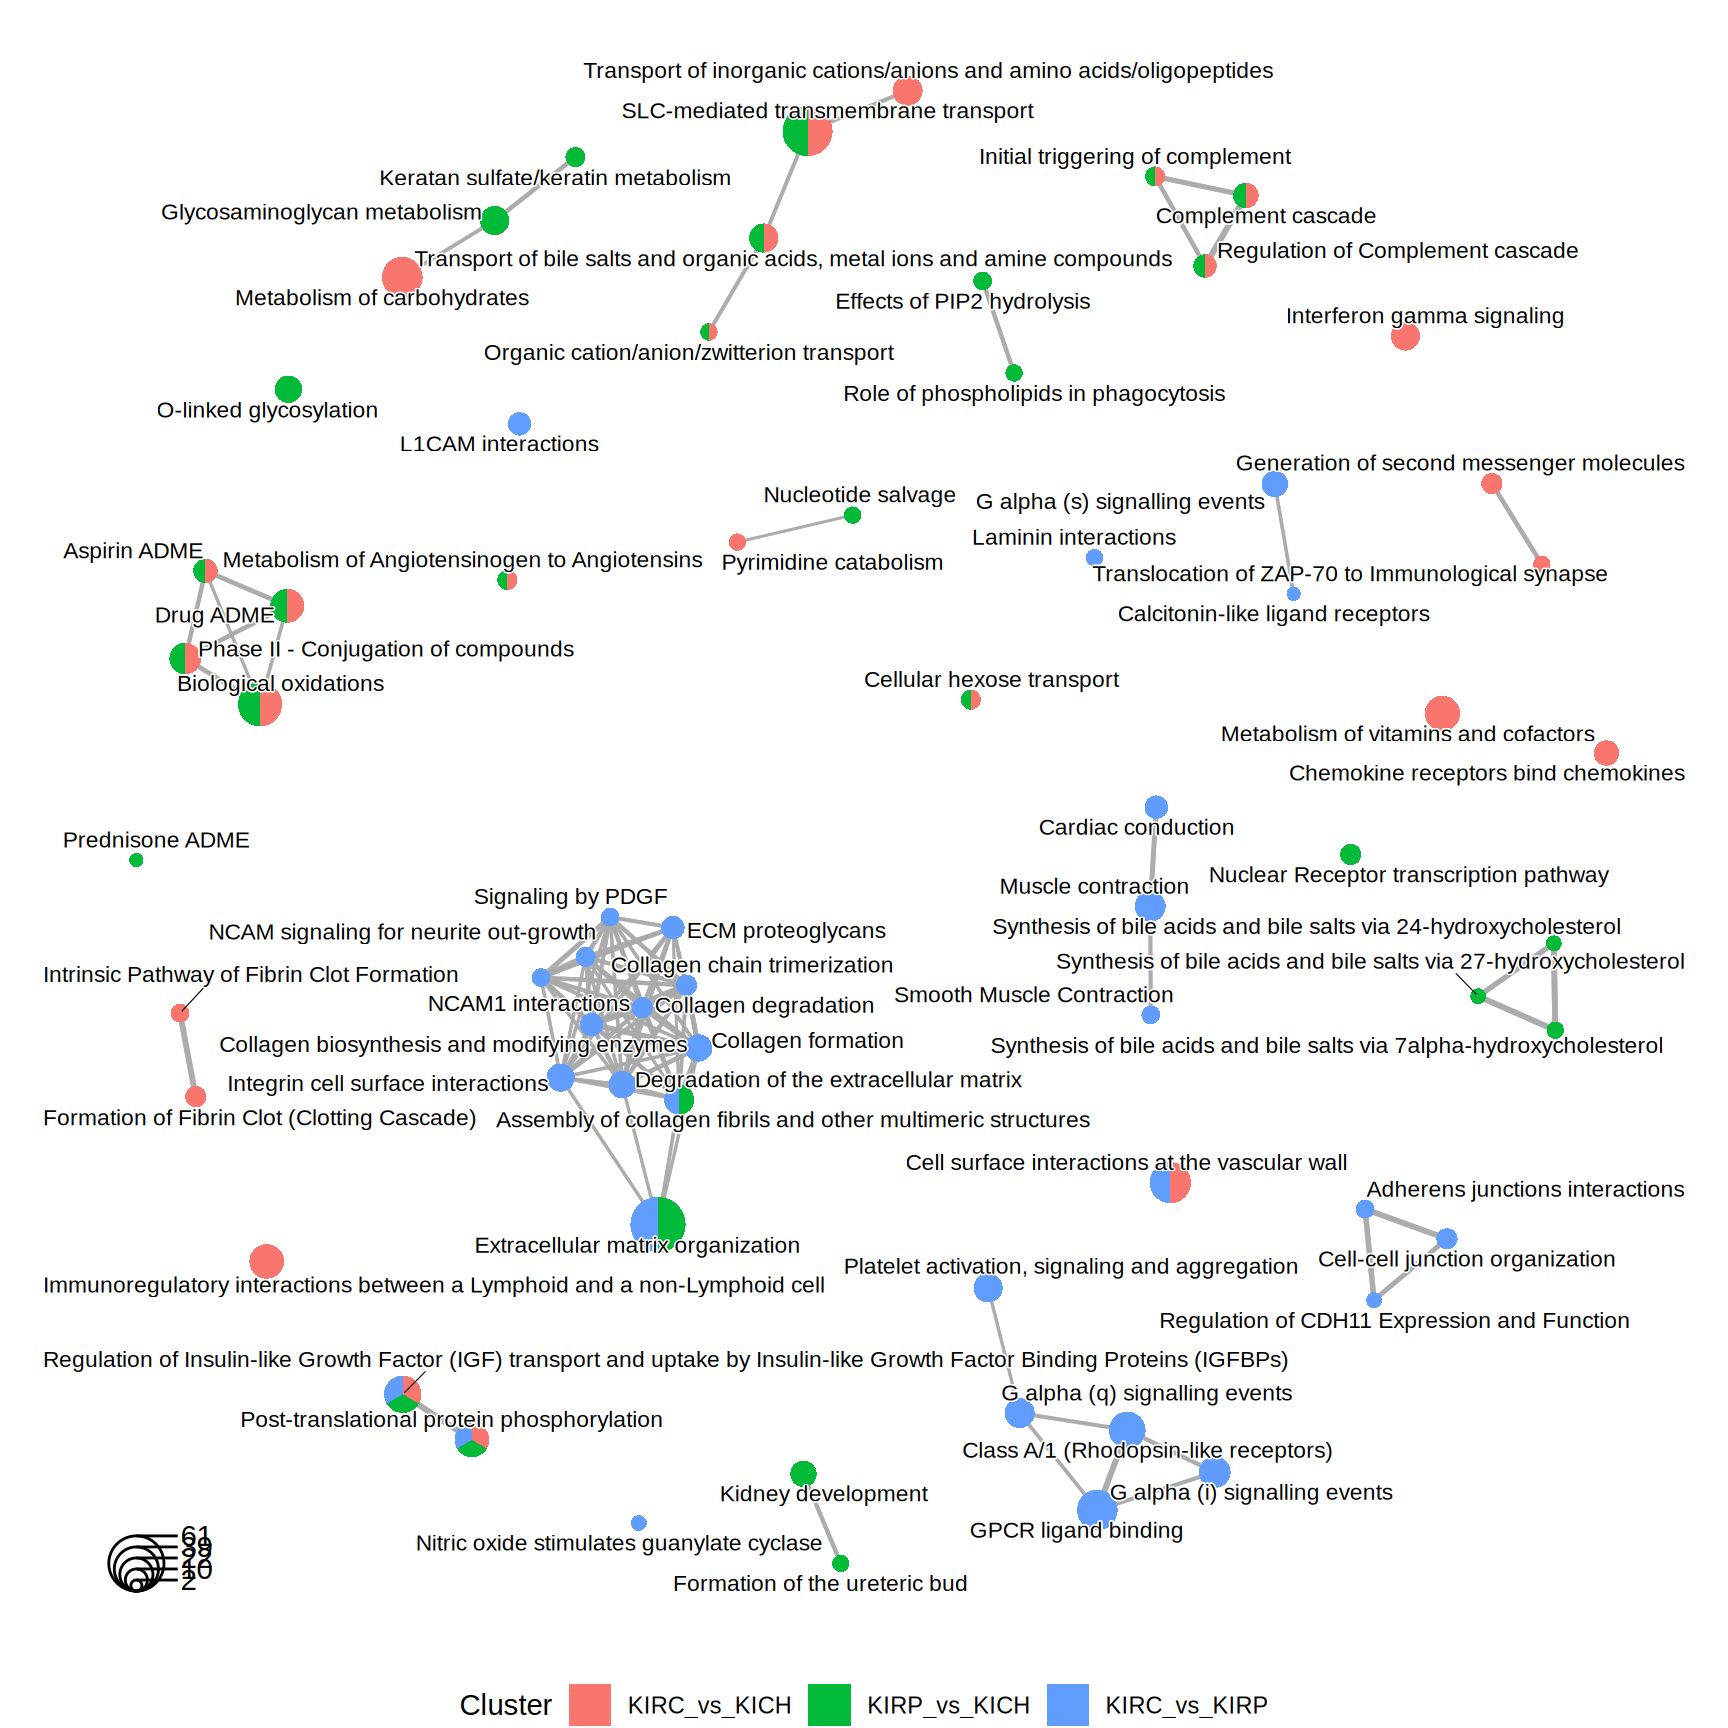 Transport of inorganic cations/anions and amino acids/oligopeptides
SLC-mediated transmembrane transport
Initial triggering of complement
Keratan sulfate/keratin metabolism
Glycosaminoglycan metabolism
Complement cascade
Regulation of Complement cascade
Transport of bile salts and organic acids, metal ions and amine compounds
Metabolism of carbohydrates
Effects of PIP2 hydrolysis
Interferon gamma signaling
Organic cation/anion/zwitterion transport
Role of phospholipids in phagocytosis
O-linked glycosylation
L1CAM interactions
Generation of second messenger molecules
Nucleotide salvage
G alpha (s) signalling events
Laminin interactions
Aspirin ADME
Metabolism of Angiotensinogen to Angiotensins
Pyrimidine catabolism
Translocation of ZAP-70 to Immunological synapse
Drug ADME
Calcitonin-like ligand receptors
Phase II - Conjugation of compounds
Biological oxidations
Cellular hexose transport
Metabolism of vitamins and cofactors
Chemokine receptors bind chemokines
Cardiac conduction
Prednisone ADME
Nuclear Receptor transcription pathway
Muscle contraction
Signaling by PDGF
Synthesis of bile acids and bile salts via 24-hydroxycholesterol
NCAM signaling for neurite out-growth
ECM proteoglycans
Synthesis of bile acids and bile salts via 27-hydroxycholesterol
Collagen chain trimerization
Intrinsic Pathway of Fibrin Clot Formation
Smooth Muscle Contraction
NCAM1 interactions
Collagen degradation
Collagen biosynthesis and modifying enzymes
Collagen formation
Synthesis of bile acids and bile salts via 7alpha-hydroxycholesterol
Integrin cell surface interactions
Degradation of the extracellular matrix
Formation of Fibrin Clot (Clotting Cascade)
Assembly of collagen fibrils and other multimeric structures
Cell surface interactions at the vascular wall
Adherens junctions interactions
Extracellular matrix organization
Cell-cell junction organization
Platelet activation, signaling and aggregation
Immunoregulatory interactions between a Lymphoid and a non-Lymphoid cell
Regulation of CDH11 Expression and Function
Regulation of Insulin-like Growth Factor (IGF) transport and uptake by Insulin-like Growth Factor Binding Proteins (IGFBPs)
G alpha (q) signalling events
Post-translational protein phosphorylation
Class A/1 (Rhodopsin-like receptors)
Kidney development
G alpha (i) signalling events
GPCR ligand binding
Nitric oxide stimulates guanylate cyclase
Formation of the ureteric bud
61
10
2
Cluster KIRC_vs_KICH KIRP_vs_KICH KIRC_vs_KIRP